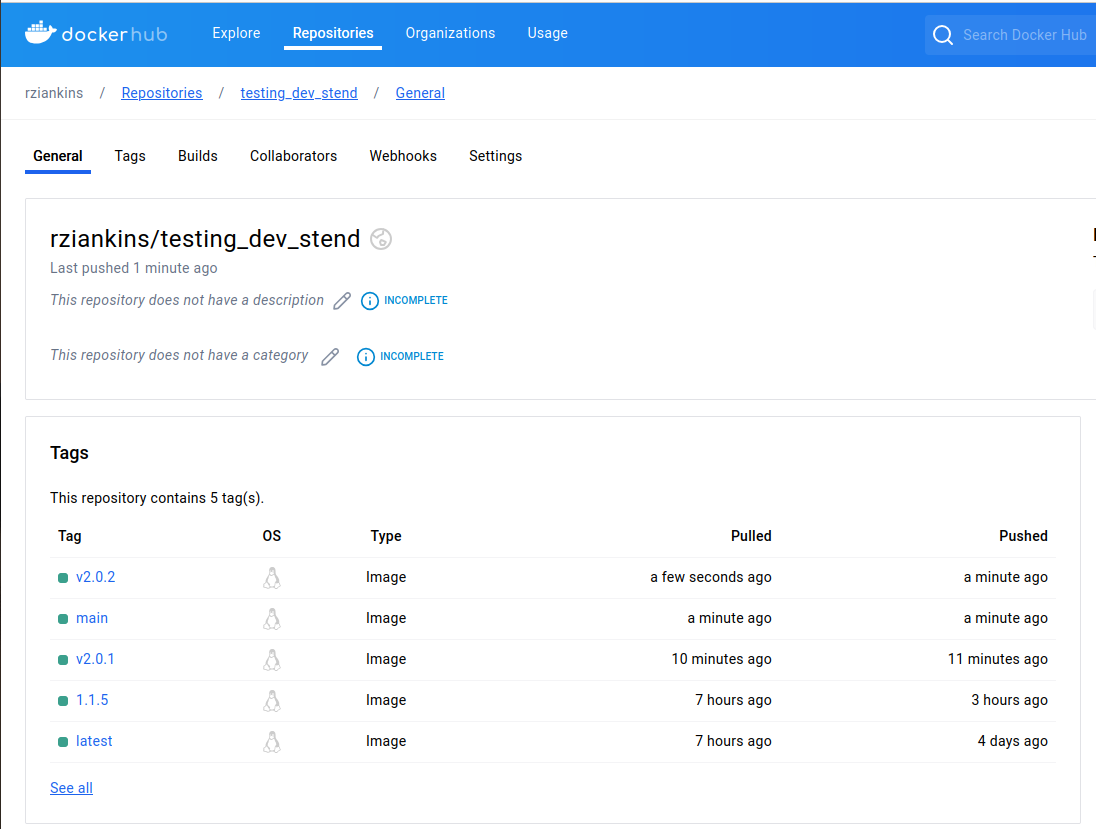 dockerhub Explore Repositories Organizations Usage Search Docker Hub
rziankins / Repositories / testing_dev_stend / General
General Tags Builds Collaborators Webhooks Settings
rziankins/testing_dev_stend
Last pushed 1 minute ago
This repository does not have a description INCOMPLETE
This repository does not have a category INCOMPLETE
Tags
This repository contains 5 tag(s).
Tag OS Type Pulled Pushed
v2.0.2 Image a few seconds ago a minute ago
main Image a minute ago a minute ago
v2.0.1 Image 10 minutes ago 11 minutes ago
1.1.5 Image 7 hours ago 3 hours ago
latest Image 7 hours ago 4 days ago
See all